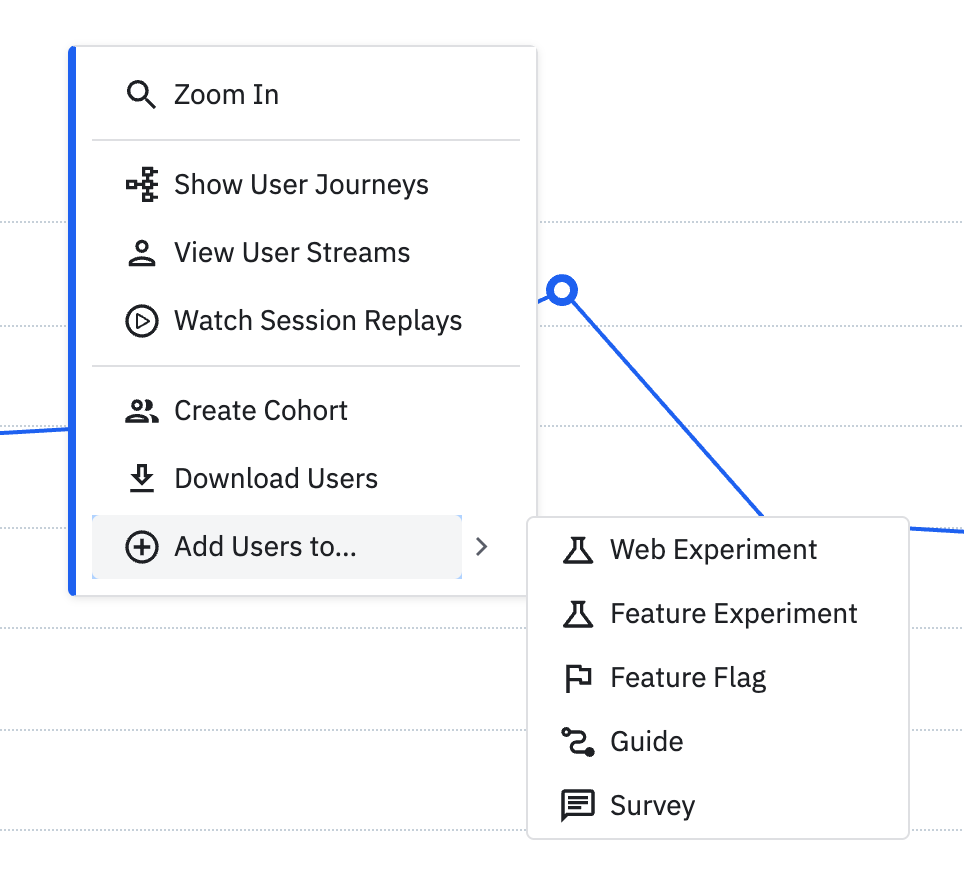 Zoom In
Show User Journeys
View User Streams
Watch Session Replays
Create Cohort
Download Users
Add Users to...
Web Experiment
Feature Experiment
Feature Flag
Guide
Survey